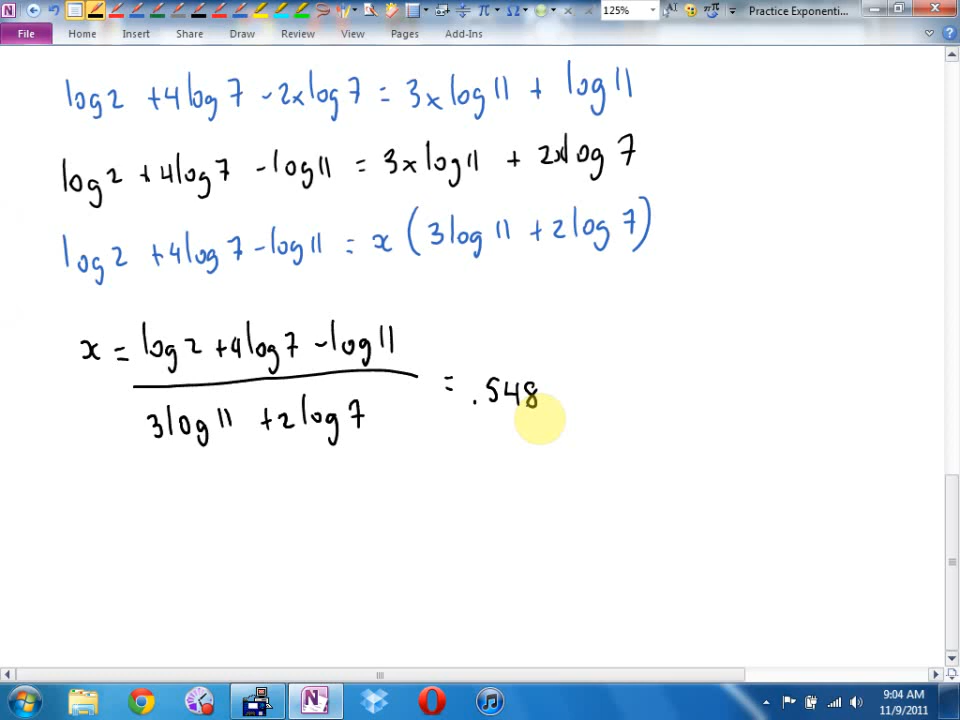 125%
Practice Exponenti...
File Home Insert Share Draw Review View Pages Add-Ins
log 2 + 4 log 7 - 2x log 7 = 3x log 11 + log 11
log 2 + 4 log 7 - log 11 = 3x log 11 + 2x log 7
log 2 + 4 log 7 - log 11 = x (3 log 11 + 2 log 7)
x = log 2 + 4 log 7 - log 11
3 log 11 + 2 log 7
= .548
9:04 AM
11/9/2011